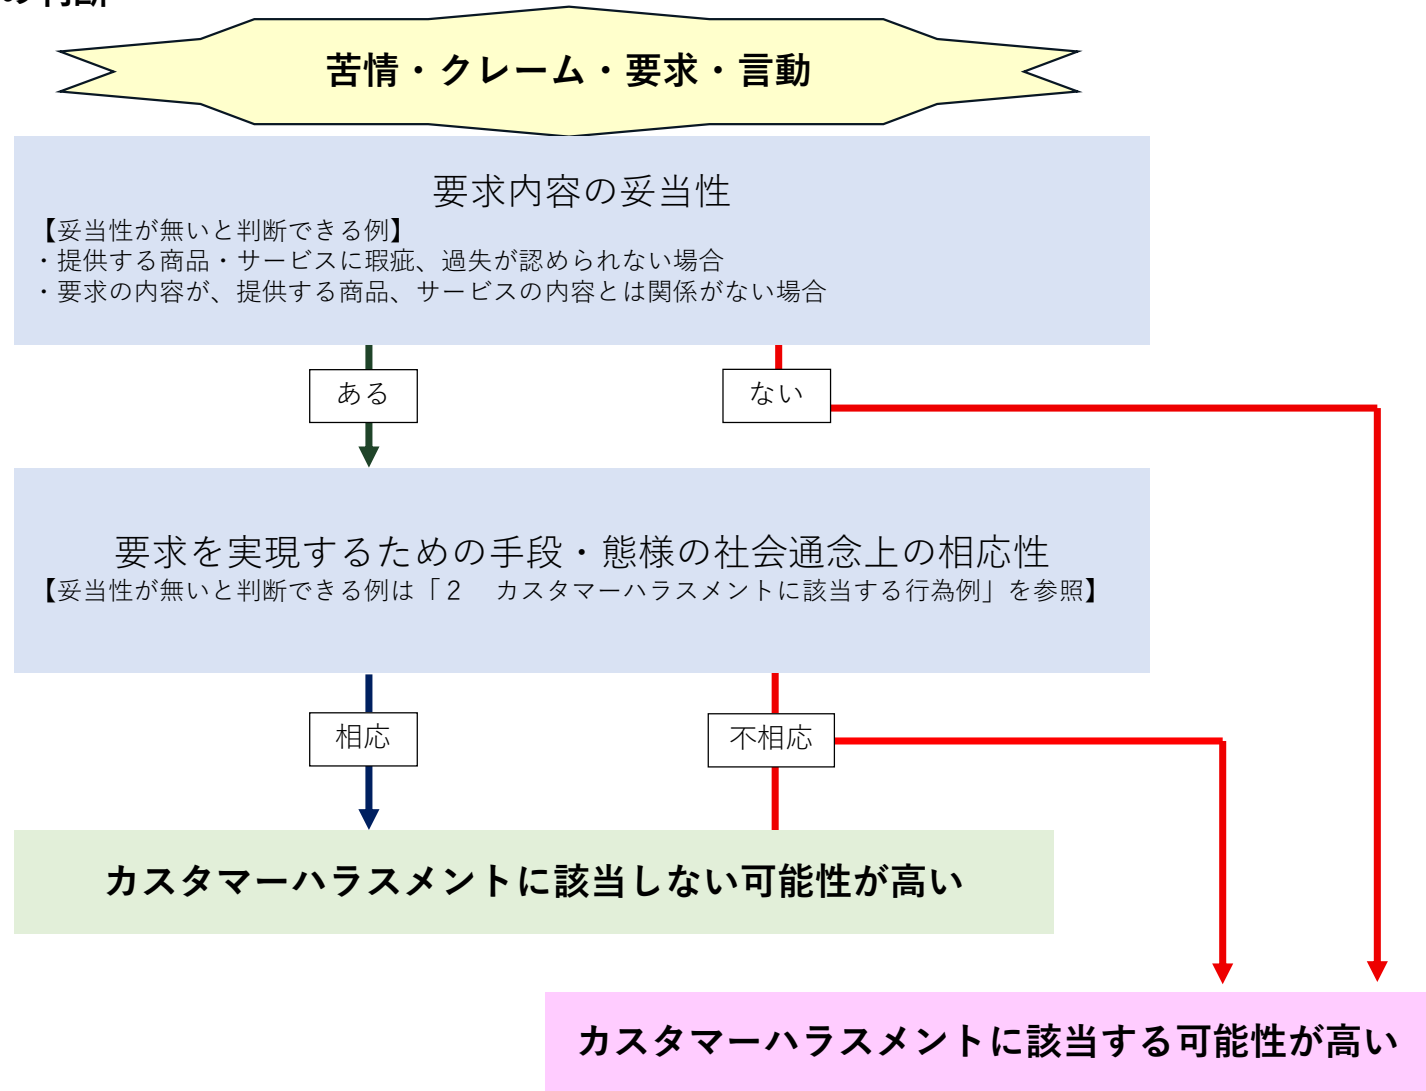 の判断
苦情・クレーム・要求・言動
要求内容の妥当性
【妥当性が無いと判断できる例】
・提供する商品・サービスに瑕疵、過失が認められない場合
・要求の内容が、提供する商品、サービスの内容とは関係がない場合
ある
ない
要求を実現するための手段・態様の社会通念上の相応性
【妥当性が無いと判断できる例は「２　カスタマーハラスメントに該当する行為例」を参照】
相応
不相応
カスタマーハラスメントに該当しない可能性が高い
カスタマーハラスメントに該当する可能性が高い